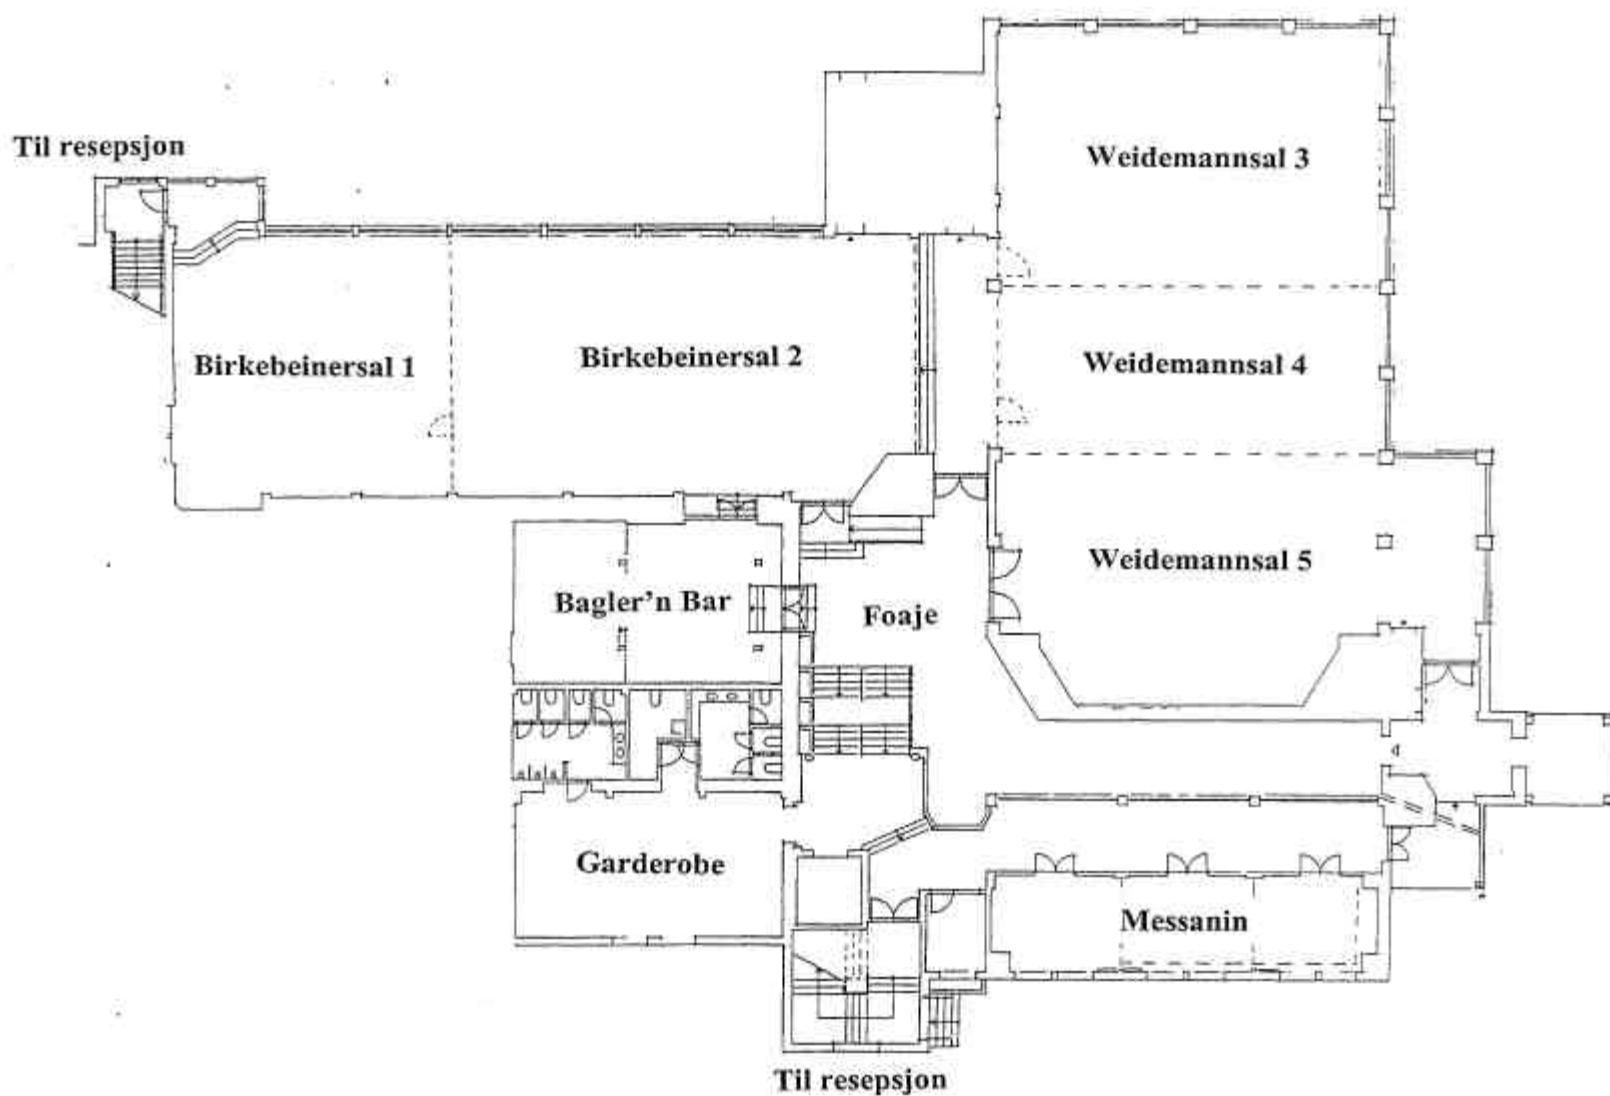 Til resepsjon
Weidemannsal 3
Birkebeinersal 1
Birkebeinersal 2
Weidemannsal 4
Weidemannsal 5
Bagler’n Bar
Foaje
Garderobe
Messanin
Til resepsjon